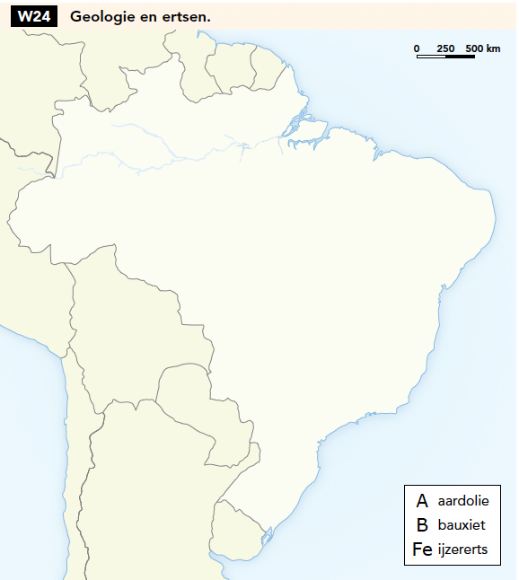 W24 Geologie en ertsen.
0 250 500 km
A aardolie
B bauxiet
Fe ijzererts